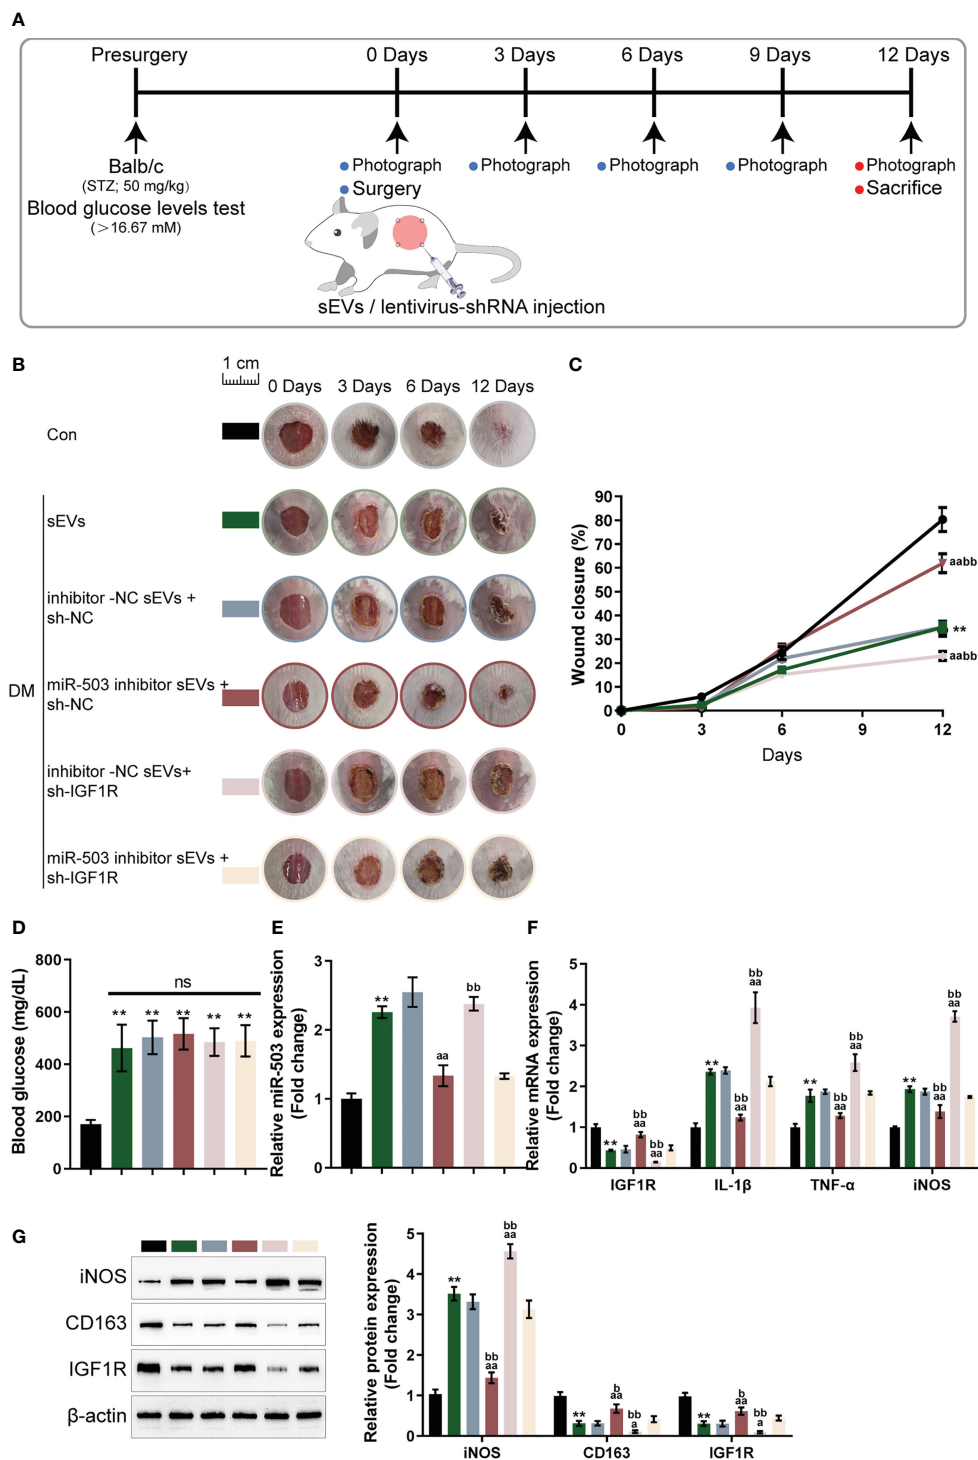 A
Presurgery
0 Days
3 Days
6 Days
9 Days
12 Days
Balb/c
(STZ; 50 mg/kg)
Blood glucose levels test
(>16.67 mM)
Photograph
Surgery
Photograph
Photograph
Photograph
Photograph
Sacrifice
sEVs / lentivirus-shRNA injection
B
1 cm
0 Days 3 Days 6 Days 12 Days
Con
DM
sEVs
inhibitor -NC sEVs +
sh-NC
miR-503 inhibitor sEVs +
sh-NC
inhibitor -NC sEVs+
sh-IGF1R
miR-503 inhibitor sEVs +
sh-IGF1R
C
Wound closure (%)
90
80
70
60
50
40
30
20
10
0
0 3 6 9 12
Days
aabb
**
aabb
D
Blood glucose (mg/dL)
800
600
400
200
0
ns
** ** ** ** **
E
Relative miR-503 expression
(Fold change)
3
2
1
0
**
aa
bb
F
Relative mRNA expression
(Fold change)
5
4
3
2
1
0
**
bb
aa
bb
aa
**
bb
aa
bb
aa
**
bb
aa
bb
aa
**
bb
aa
bb
aa
IGF1R IL-1β TNF-α iNOS
G
iNOS
CD163
IGF1R
β-actin
Relative protein expression
(Fold change)
5
4
3
2
1
0
**
bb
aa
bb
aa
**
b
aa
bb
a
**
b
aa
bb
a
iNOS CD163 IGF1R